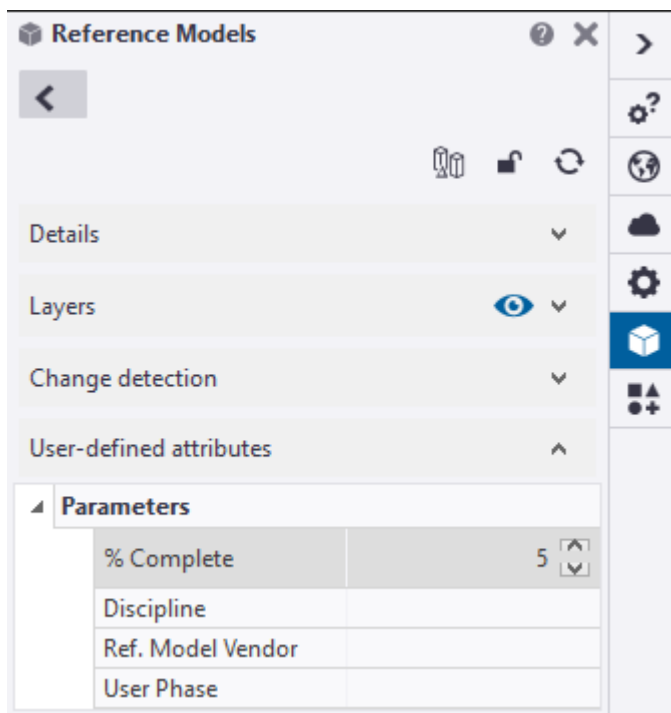 Reference Models
Details
Layers
Change detection
User-defined attributes
Parameters
% Complete 5
Discipline
Ref. Model Vendor
User Phase